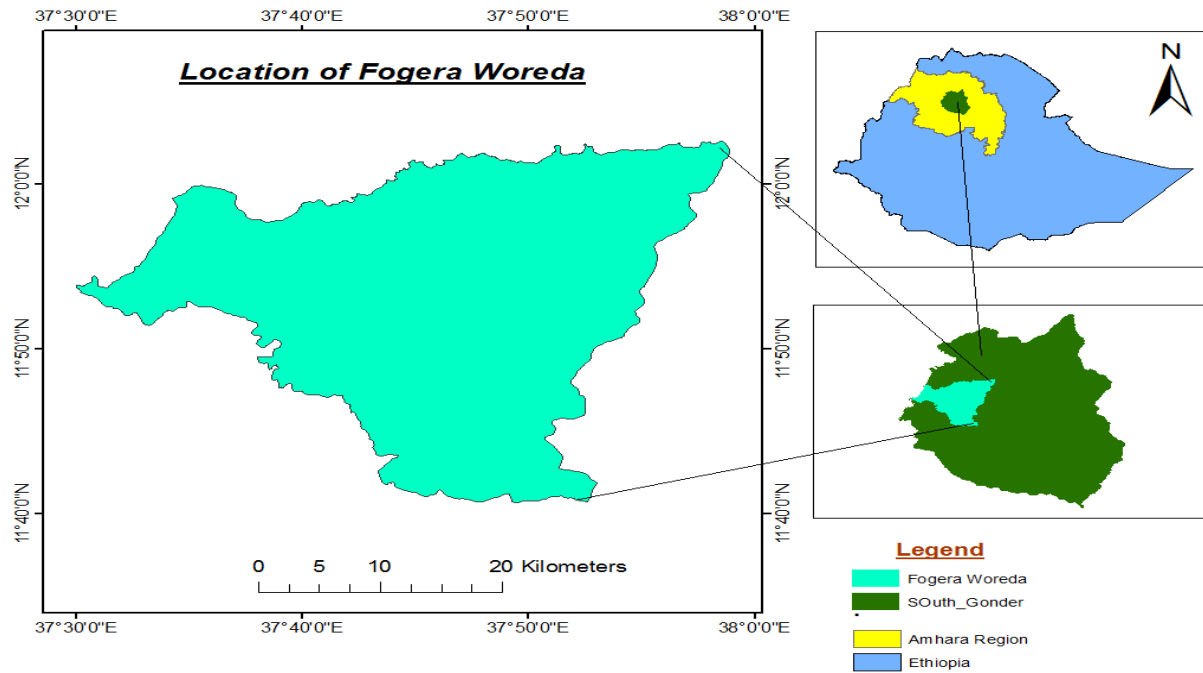 37°30'0"E 37°40'0"E 37°50'0"E 38°0'0"E
Location of Fogera Woreda
N
12°0'0"N 12°0'0"N
11°50'0"N 11°50'0"N
11°40'0"N 11°40'0"N
0 5 10 20 Kilometers
37°30'0"E 37°40'0"E 37°50'0"E 38°0'0"E
Legend
Fogera Woreda
SOuth_Gonder
Amhara Region
Ethiopia